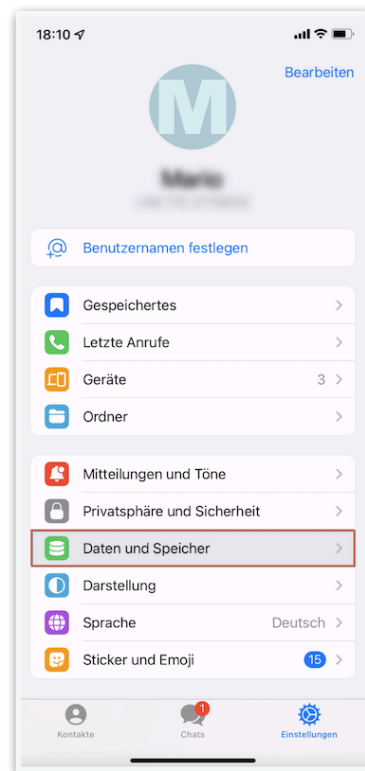 18:10
Bearbeiten
M
Benutzernamen festlegen
Gespeichertes
Letzte Anrufe
Geräte 3
Ordner
Mitteilungen und Töne
Privatsphäre und Sicherheit
Daten und Speicher
Darstellung
Sprache Deutsch
Sticker und Emoji 15
1
Kontakte Chats Einstellungen